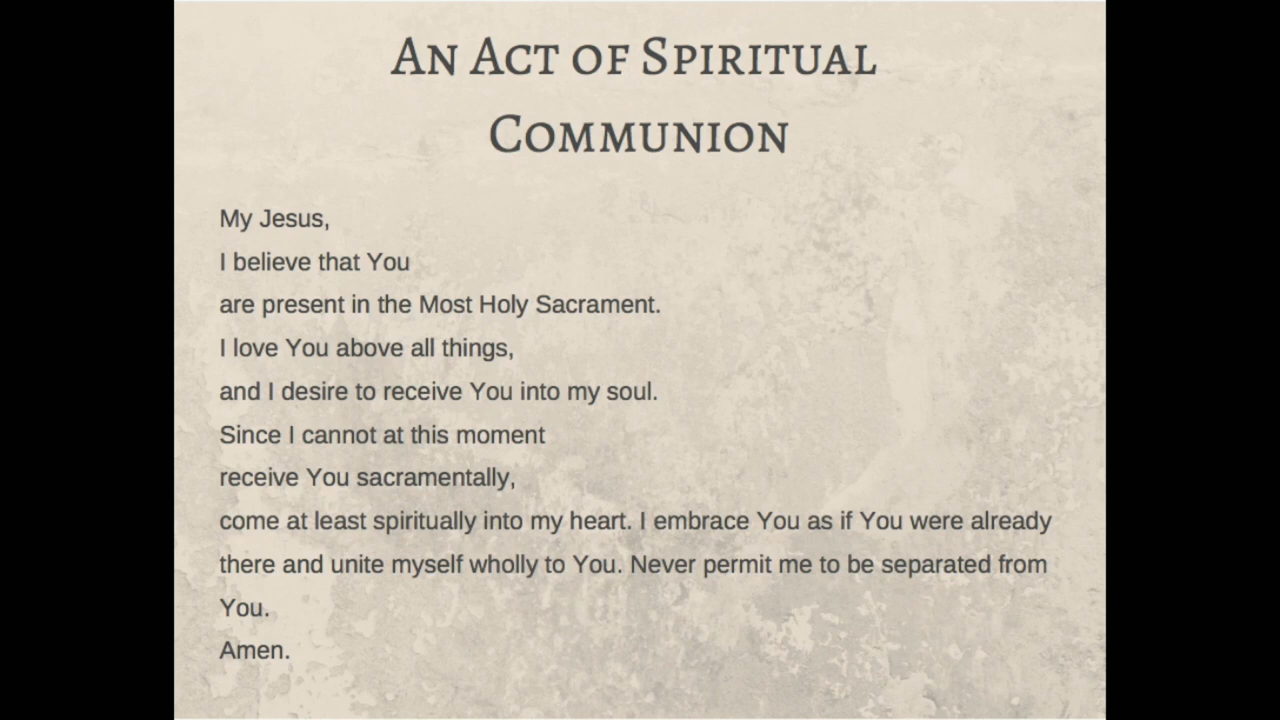 An Act of Spiritual
Communion
My Jesus,
I believe that You
are present in the Most Holy Sacrament.
I love You above all things,
and I desire to receive You into my soul.
Since I cannot at this moment
receive You sacramentally,
come at least spiritually into my heart. I embrace You as if You were already
there and unite myself wholly to You. Never permit me to be separated from
You.
Amen.